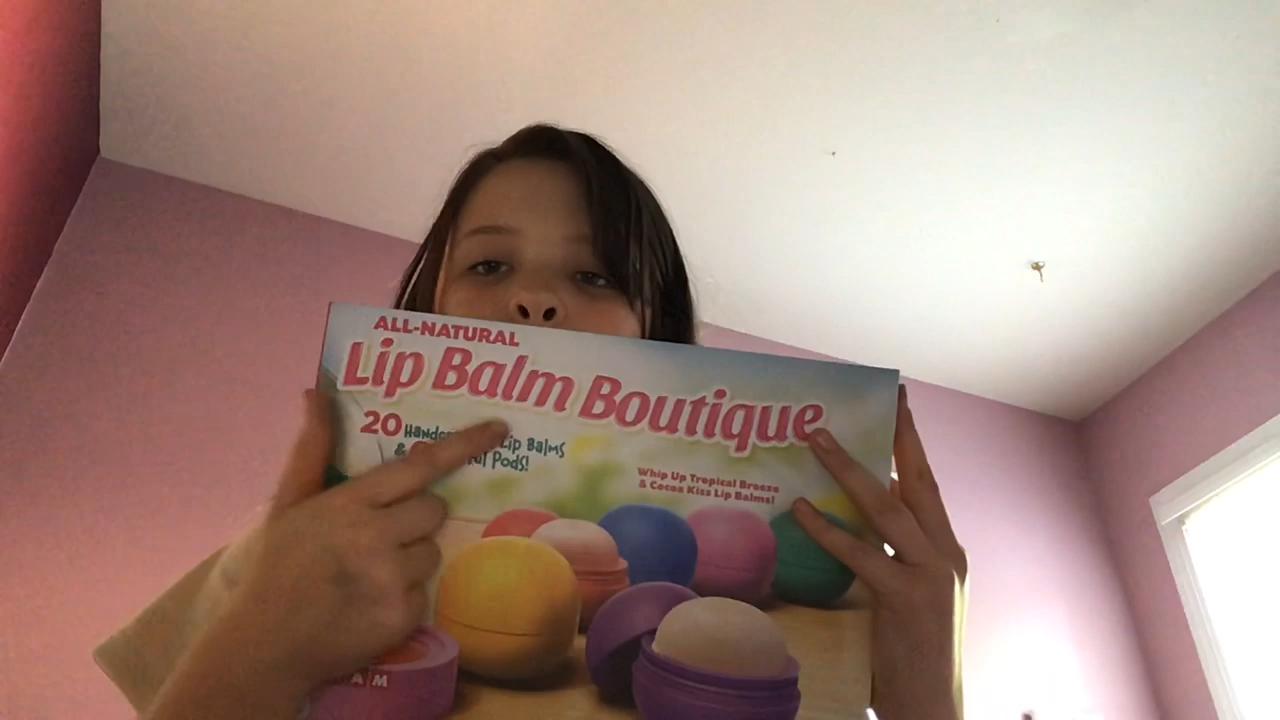 ALL-NATURAL
Lip Balm Boutique
20 Lip Balms
& Pods!
Whip Up Tropical Breeze
& Cocoa Kiss Lip Balms!